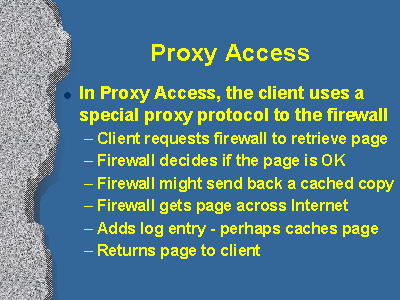 Proxy Access
• In Proxy Access, the client uses a
special proxy protocol to the firewall
– Client requests firewall to retrieve page
– Firewall decides if the page is OK
– Firewall might send back a cached copy
– Firewall gets page across Internet
– Adds log entry - perhaps caches page
– Returns page to client